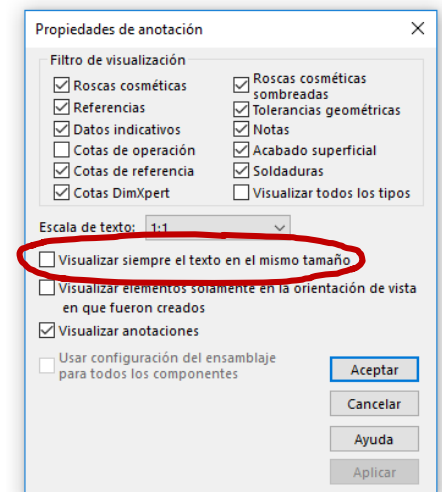 Propiedades de anotación
Filtro de visualización
Roscas cosméticas
Referencias
Datos indicativos
Cotas de operación
Cotas de referencia
Cotas DimXpert
Roscas cosméticas
sombreadas
Tolerancias geométricas
Notas
Acabado superficial
Soldaduras
Visualizar todos los tipos
Escala de texto: 1:1
Visualizar siempre el texto en el mismo tamaño
Visualizar elementos solamente en la orientación de vista
en que fueron creados
Visualizar anotaciones
Usar configuración del ensamblaje
para todos los componentes
Aceptar
Cancelar
Ayuda
Aplicar